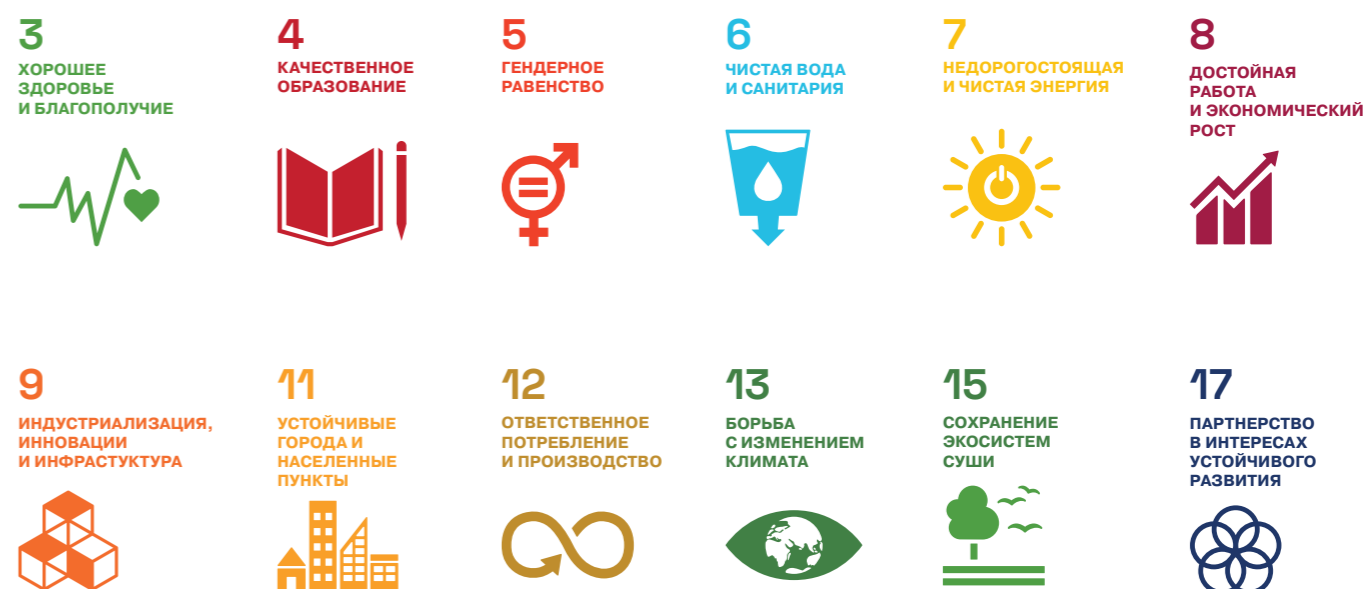 3
ХОРОШЕЕ
ЗДОРОВЬЕ
И БЛАГОПОЛУЧИЕ
4
КАЧЕСТВЕННОЕ
ОБРАЗОВАНИЕ
5
ГЕНДЕРНОЕ
РАВЕНСТВО
6
ЧИСТАЯ ВОДА
И САНИТАРИЯ
7
НЕДОРОГОСТОЯЩАЯ
И ЧИСТАЯ ЭНЕРГИЯ
8
ДОСТОЙНАЯ
РАБОТА
И ЭКОНОМИЧЕСКИЙ
РОСТ
9
ИНДУСТРИАЛИЗАЦИЯ,
ИННОВАЦИИ
И ИНФРАСТУКТУРА
11
УСТОЙЧИВЫЕ
ГОРОДА И
НАСЕЛЕННЫЕ
ПУНКТЫ
12
ОТВЕТСТВЕННОЕ
ПОТРЕБЛЕНИЕ
И ПРОИЗВОДСТВО
13
БОРЬБА
С ИЗМЕНЕНИЕМ
КЛИМАТА
15
СОХРАНЕНИЕ
ЭКОСИСТЕМ
СУШИ
17
ПАРТНЕРСТВО
В ИНТЕРЕСАХ
УСТОЙЧИВОГО
РАЗВИТИЯ